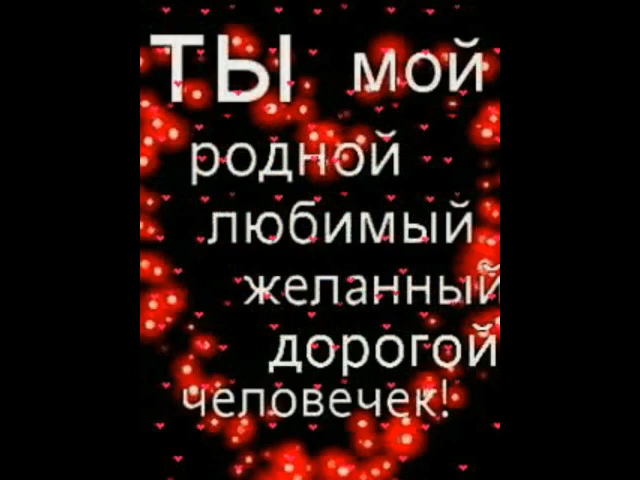 ты мой
родной
любимый
желанный
дорогой
человечек!